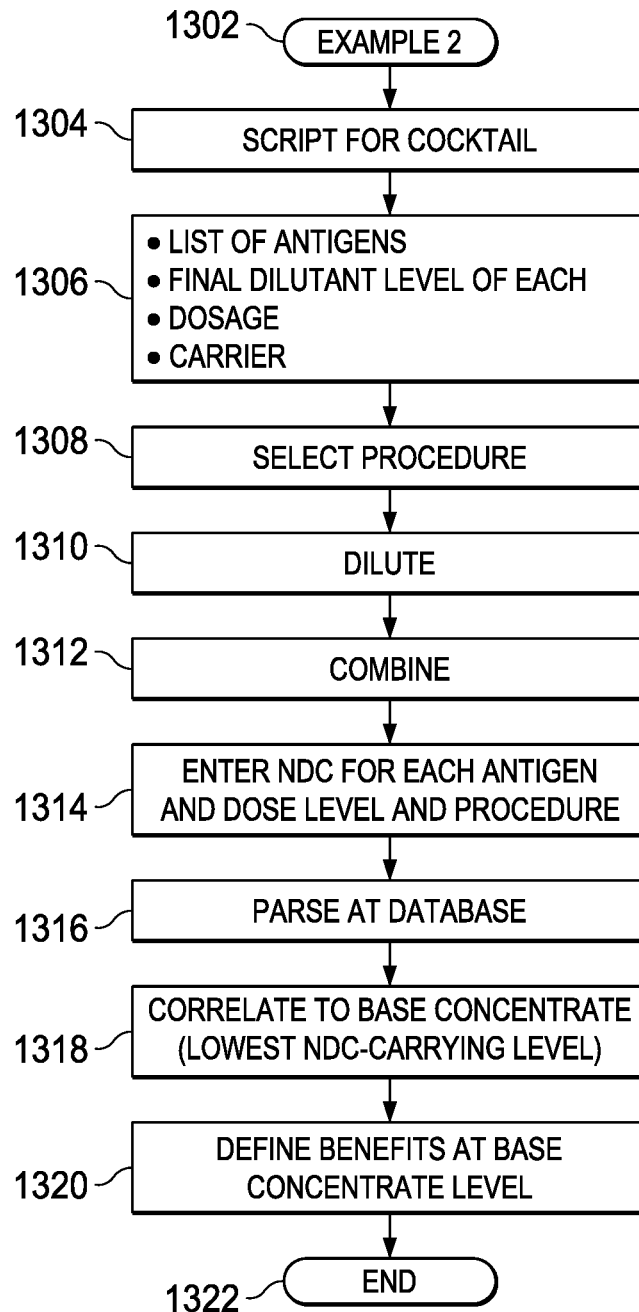 1302
EXAMPLE 2
1304
SCRIPT FOR COCKTAIL
1306
• LIST OF ANTIGENS
• FINAL DILUTANT LEVEL OF EACH
• DOSAGE
• CARRIER
1308
SELECT PROCEDURE
1310
DILUTE
1312
COMBINE
1314
ENTER NDC FOR EACH ANTIGEN
AND DOSE LEVEL AND PROCEDURE
1316
PARSE AT DATABASE
1318
CORRELATE TO BASE CONCENTRATE
(LOWEST NDC-CARRYING LEVEL)
1320
DEFINE BENEFITS AT BASE
CONCENTRATE LEVEL
1322
END